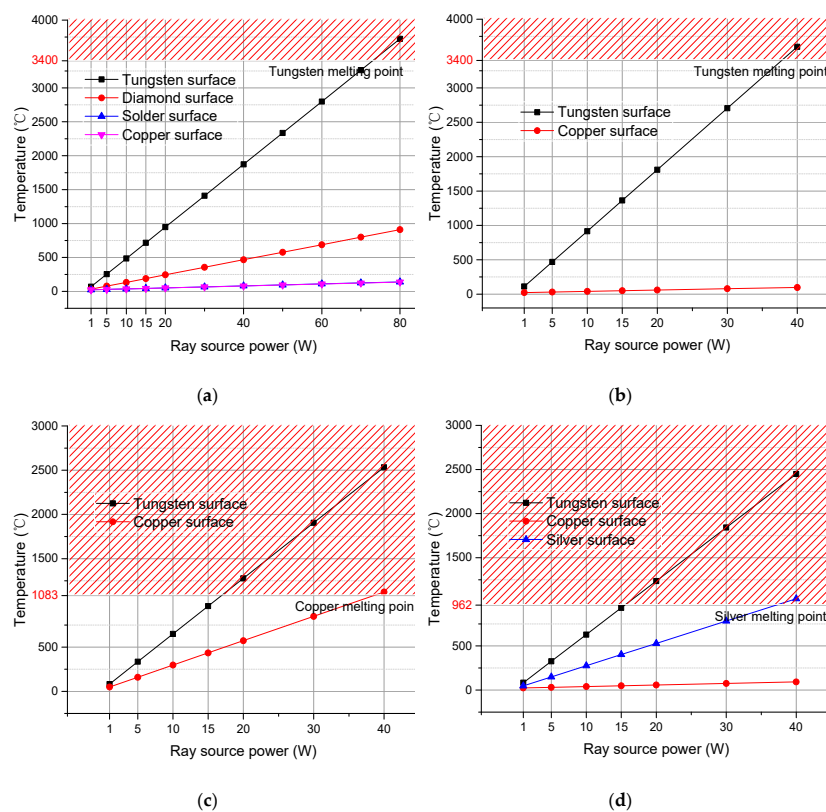 4000
3400
3000
2500
2000
1500
1000
500
0
Temperature (℃)
Tungsten melting point
Tungsten surface
Diamond surface
Solder surface
Copper surface
1 5 10 15 20 40 60 80
Ray source power (W)
(a)
4000
3400
3000
2500
2000
1500
1000
500
0
Temperature (℃)
Tungsten melting point
Tungsten surface
Copper surface
1 5 10 15 20 30 40
Ray source power (W)
(b)
3000
2500
2000
1500
1083
500
0
Temperature (℃)
Tungsten surface
Copper surface
Copper melting poin
1 5 10 15 20 30 40
Ray source power (W)
(c)
3000
2500
2000
1500
962
500
0
Temperature (℃)
Tungsten surface
Copper surface
Silver surface
Silver melting point
1 5 10 15 20 30 40
Ray source power (W)
(d)